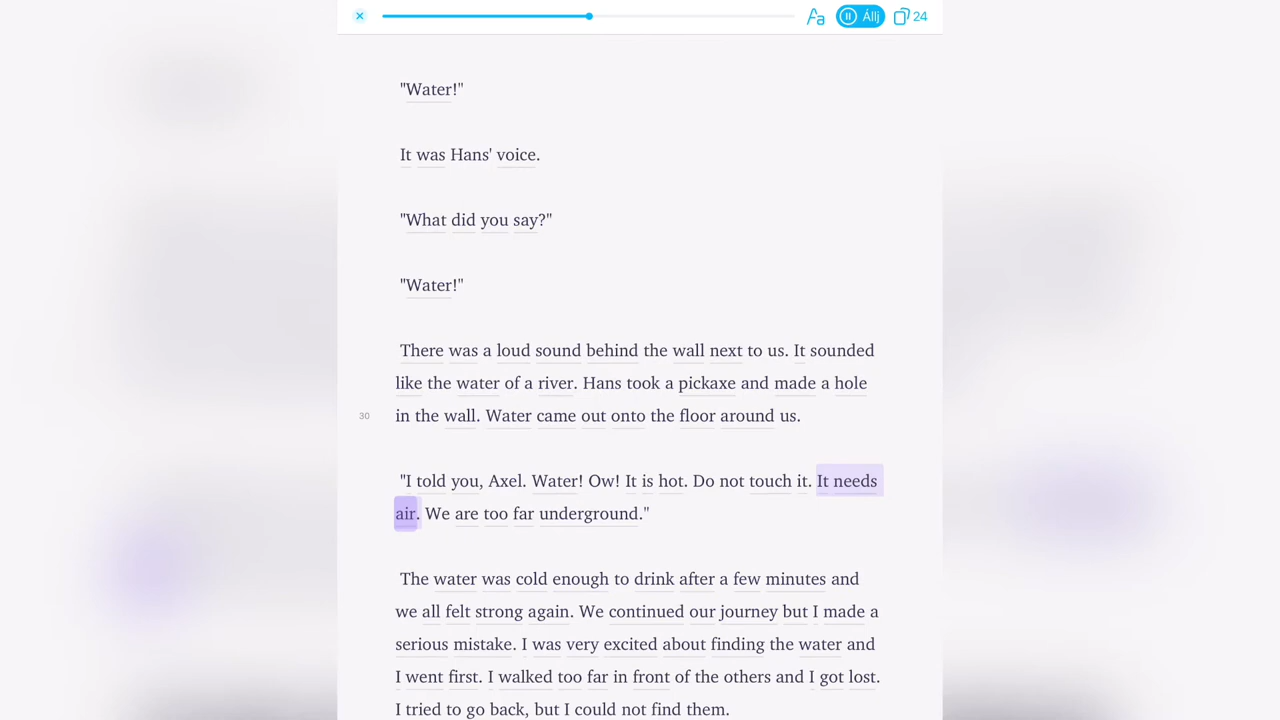 Állj
24
"Water!"
It was Hans' voice.
"What did you say?"
"Water!"
There was a loud sound behind the wall next to us. It sounded
like the water of a river. Hans took a pickaxe and made a hole
30
in the wall. Water came out onto the floor around us.
"I told you, Axel. Water! Ow! It is hot. Do not touch it. It needs
air. We are too far underground."
The water was cold enough to drink after a few minutes and
we all felt strong again. We continued our journey but I made a
serious mistake. I was very excited about finding the water and
I went first. I walked too far in front of the others and I got lost.
I tried to go back, but I could not find them.